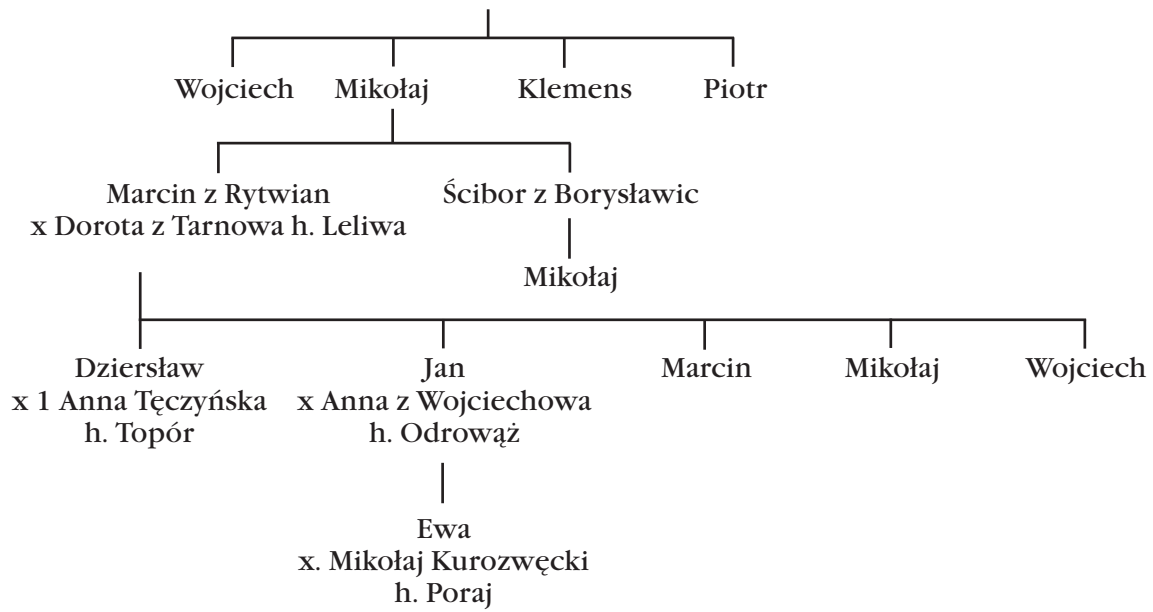 Wojciech Mikołaj Klemens Piotr
Marcin z Rytwian Ścibor z Borysławic
x Dorota z Tarnowa h. Leliwa
Mikołaj
Dziersław Jan Marcin Mikołaj Wojciech
x 1 Anna Tęczyńska x Anna z Wojciechowa
h. Topór h. Odrowąż
Ewa
x. Mikołaj Kurozwęcki
h. Poraj